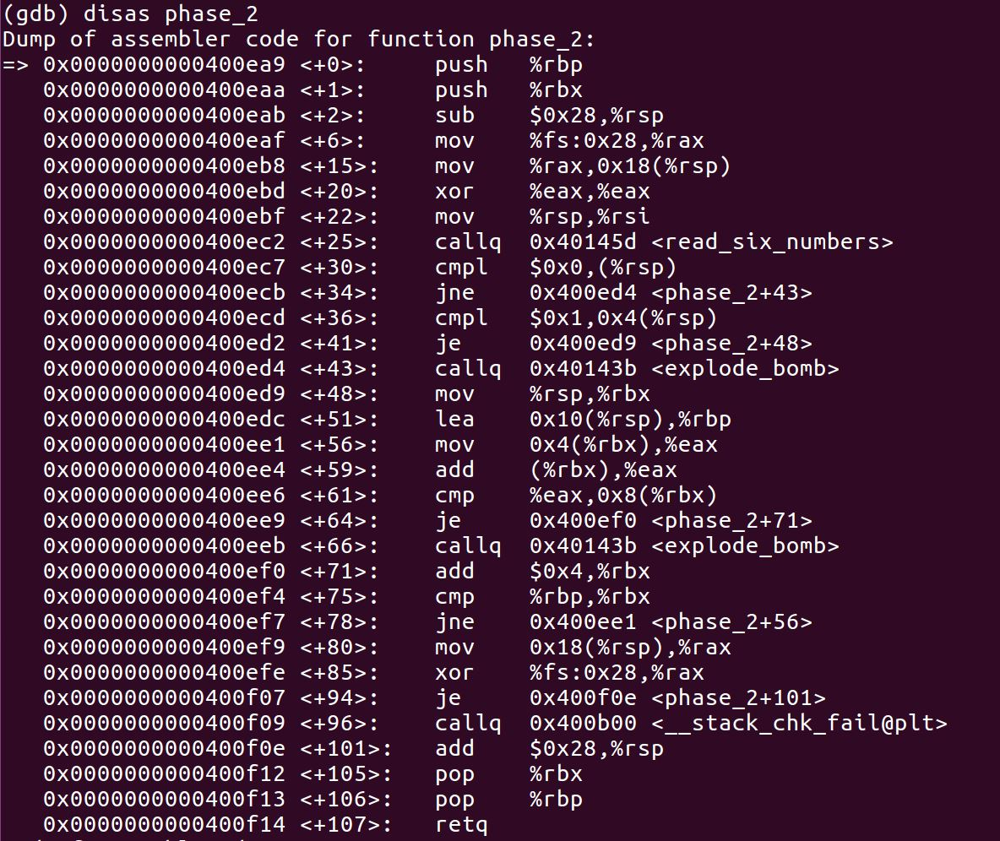 (gdb) disas phase_2
Dump of assembler code for function phase_2:
=> 0x0000000000400ea9 <+0>: push %rbp
0x0000000000400eaa <+1>: push %rbx
0x0000000000400eab <+2>: sub $0x28,%rsp
0x0000000000400eaf <+6>: mov %fs:0x28,%rax
0x0000000000400eb8 <+15>: mov %rax,0x18(%rsp)
0x0000000000400ebd <+20>: xor %eax,%eax
0x0000000000400ebf <+22>: mov %rsp,%rsi
0x0000000000400ec2 <+25>: callq 0x40145d <read_six_numbers>
0x0000000000400ec7 <+30>: cmpl $0x0,(%rsp)
0x0000000000400ecb <+34>: jne 0x400ed4 <phase_2+43>
0x0000000000400ecd <+36>: cmpl $0x1,0x4(%rsp)
0x0000000000400ed2 <+41>: je 0x400ed9 <phase_2+48>
0x0000000000400ed4 <+43>: callq 0x40143b <explode_bomb>
0x0000000000400ed9 <+48>: mov %rsp,%rbx
0x0000000000400edc <+51>: lea 0x10(%rsp),%rbp
0x0000000000400ee1 <+56>: mov 0x4(%rbx),%eax
0x0000000000400ee4 <+59>: add (%rbx),%eax
0x0000000000400ee6 <+61>: cmp %eax,0x8(%rbx)
0x0000000000400ee9 <+64>: je 0x400ef0 <phase_2+71>
0x0000000000400eeb <+66>: callq 0x40143b <explode_bomb>
0x0000000000400ef0 <+71>: add $0x4,%rbx
0x0000000000400ef4 <+75>: cmp %rbp,%rbx
0x0000000000400ef7 <+78>: jne 0x400ee1 <phase_2+56>
0x0000000000400ef9 <+80>: mov 0x18(%rsp),%rax
0x0000000000400efe <+85>: xor %fs:0x28,%rax
0x0000000000400f07 <+94>: je 0x400f0e <phase_2+101>
0x0000000000400f09 <+96>: callq 0x400b00 <__stack_chk_fail@plt>
0x0000000000400f0e <+101>: add $0x28,%rsp
0x0000000000400f12 <+105>: pop %rbx
0x0000000000400f13 <+106>: pop %rbp
0x0000000000400f14 <+107>: retq